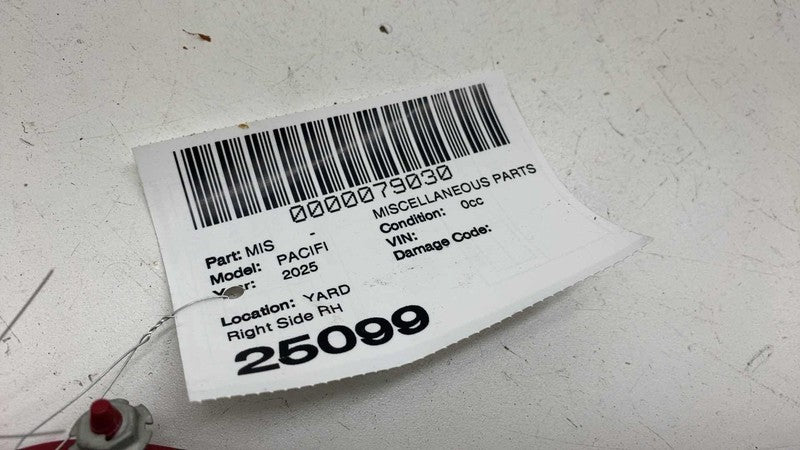 0000079030
Part: MIS - MISCELLANEOUS PARTS
Model: PACIFI Condition: 0cc
Year: 2025 VIN:
Damage Code:
Location: YARD
Right Side RH
25099